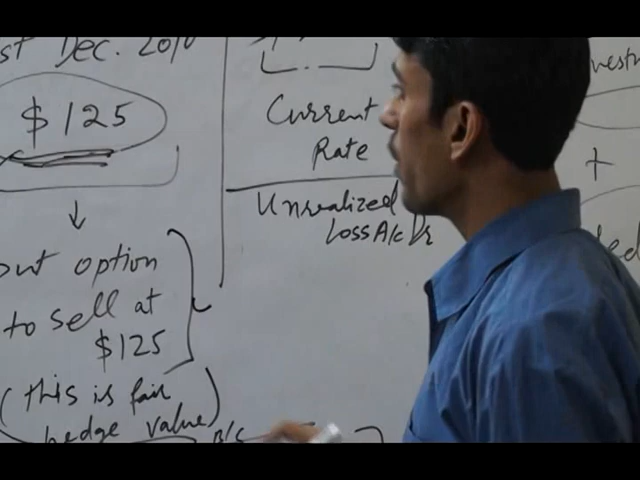 st Dec. 2010
$125
put option
to sell at
$125
(this is fair
hedge value)
Current
Rate
Unrealized
Loss A/c Dr
+